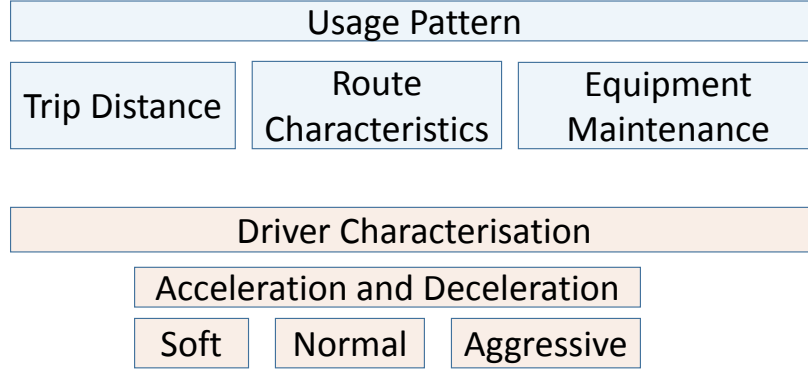 Usage Pattern
Trip Distance
Route
Characteristics
Equipment
Maintenance
Driver Characterisation
Acceleration and Deceleration
Soft
Normal
Aggressive